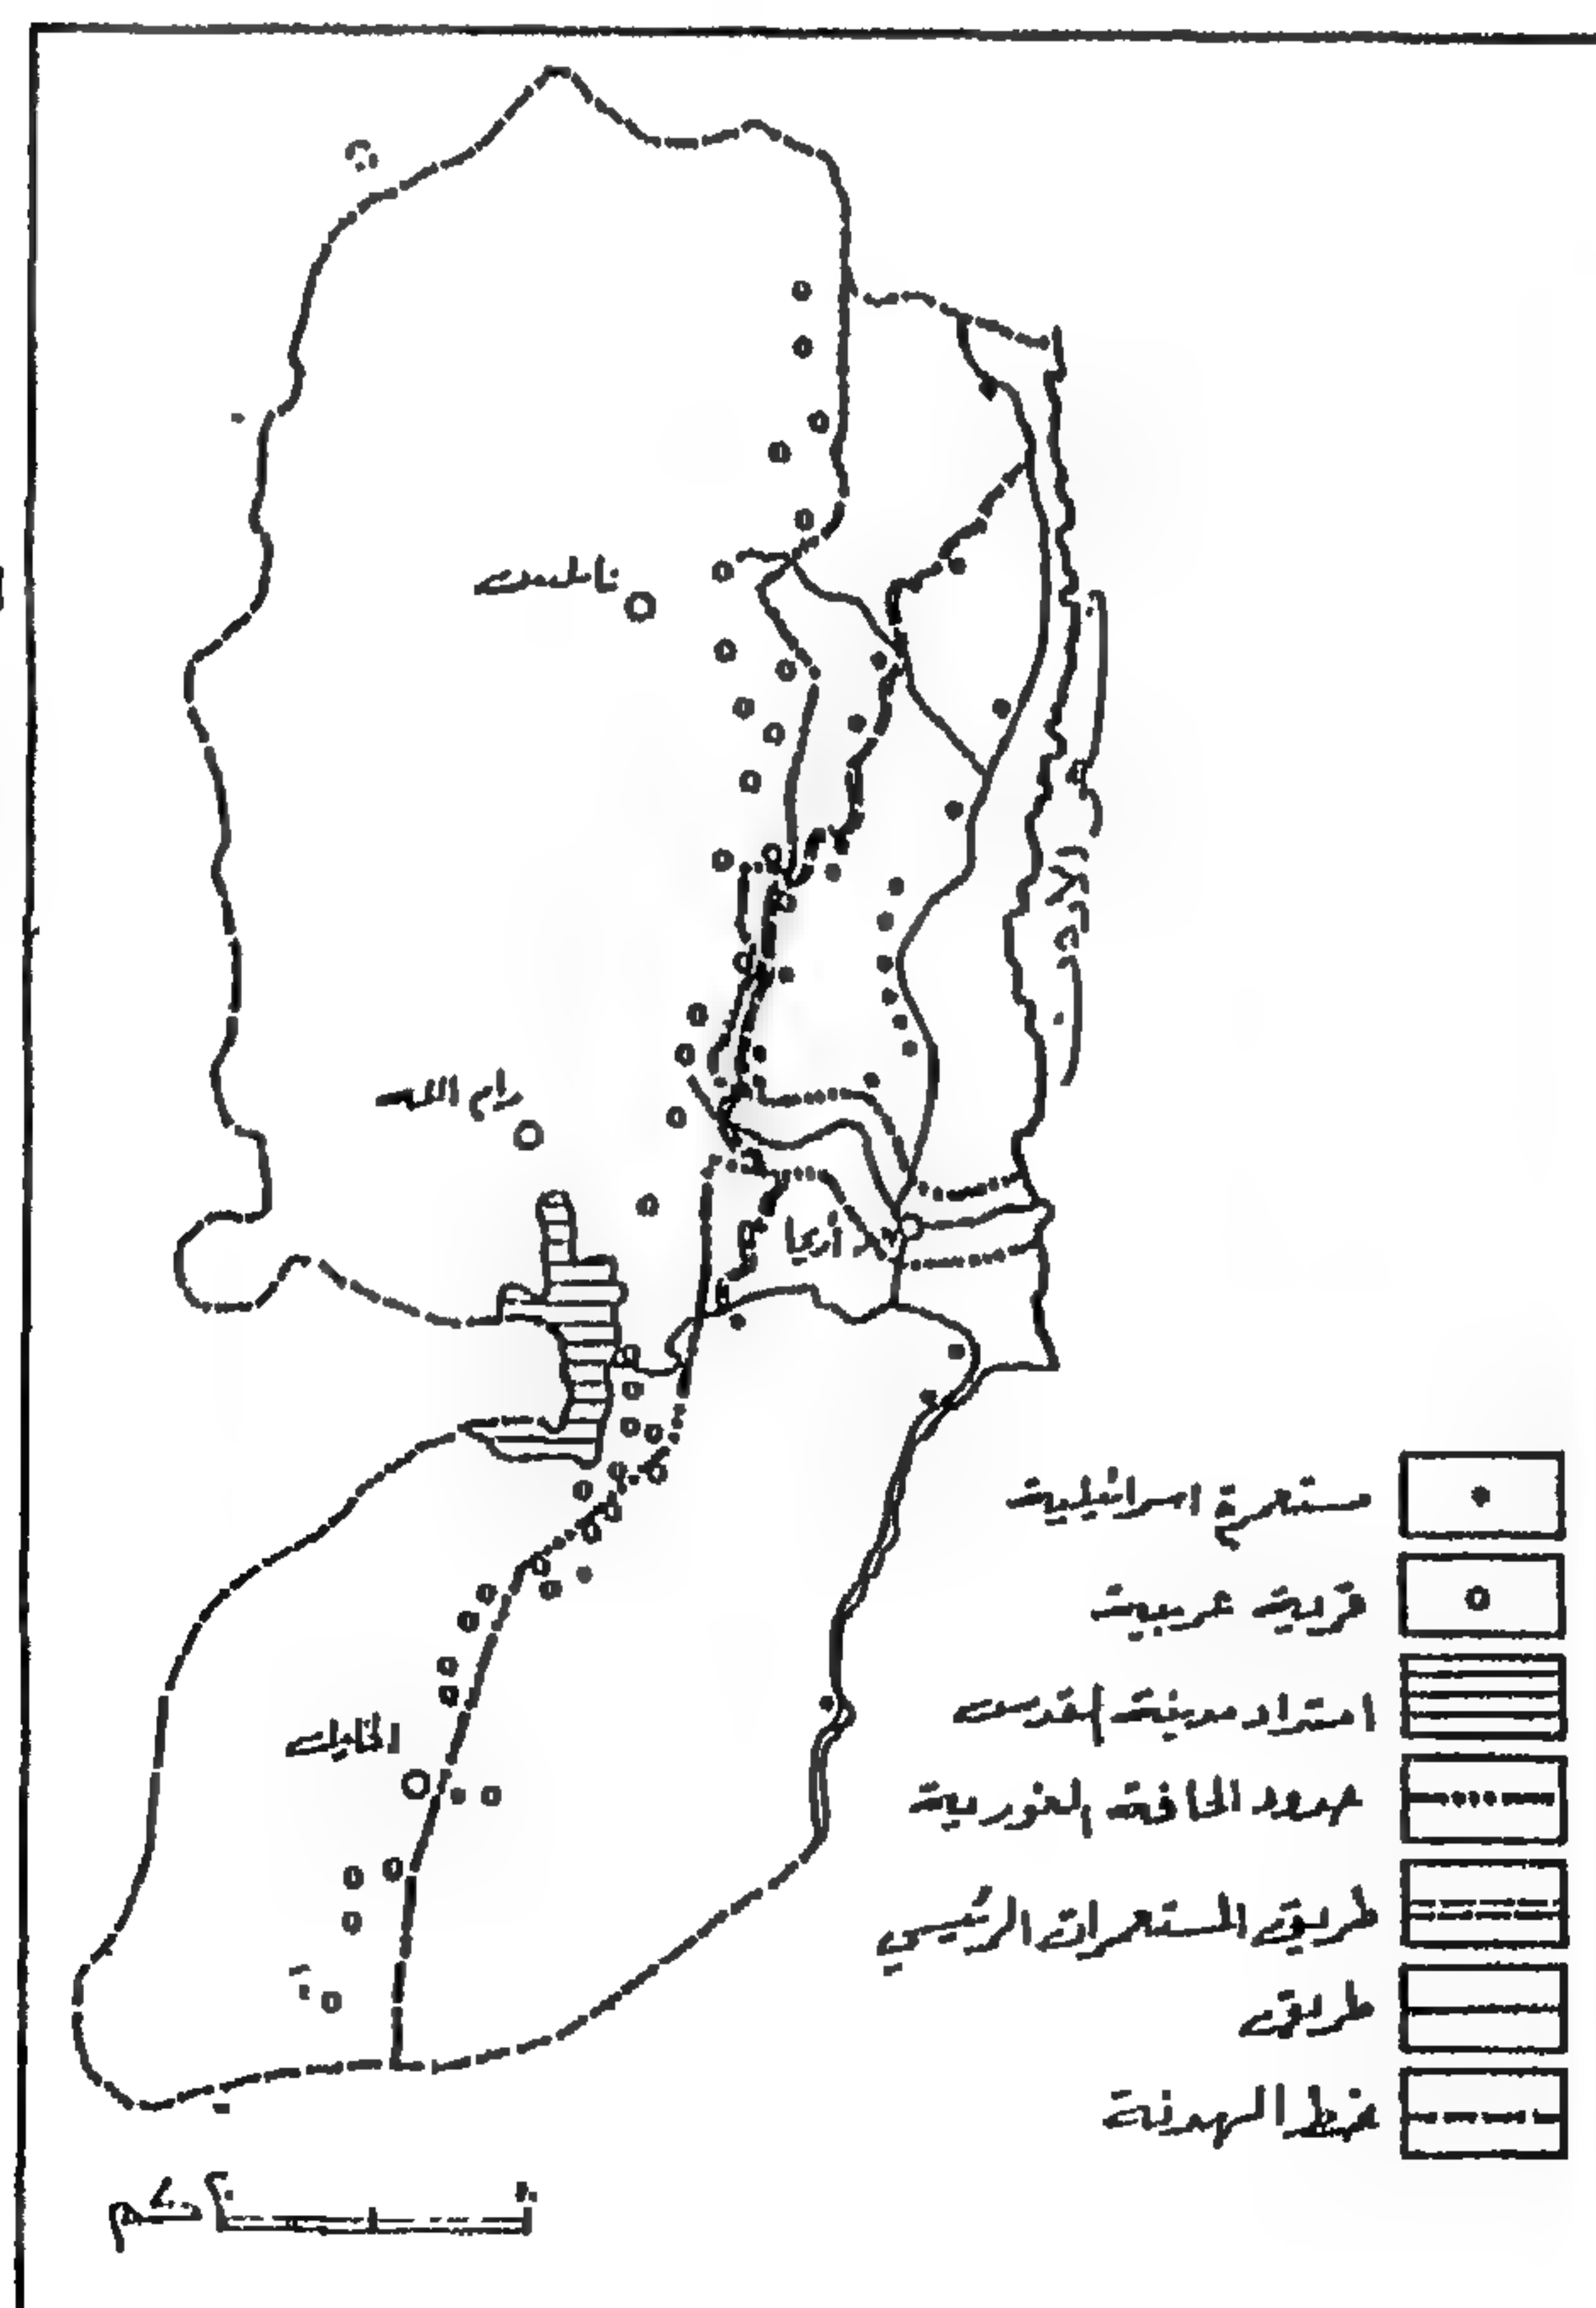 نابلس
رام الله
أريحا
الخليل
مستعمرة اسرائيلية
قرية عربية
امتداد مدينة القدس
حدود الحافة الغورية
طريق المستعمرات الرئيسي
طريق
خط الهدنة
كم